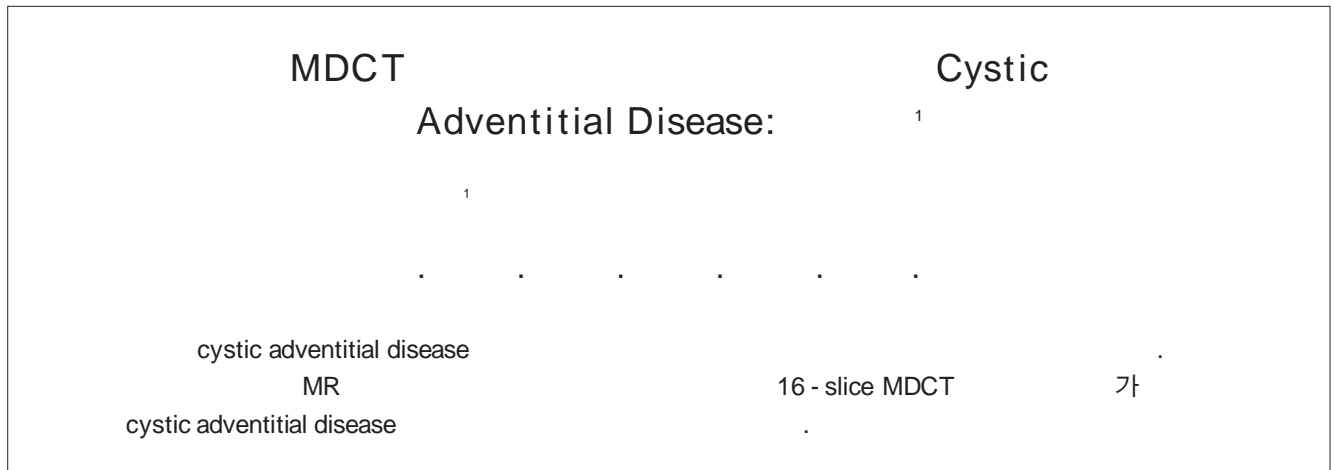 MDCT Cystic
Adventitial Disease: 1
1
. . . . . .
cystic adventitial disease .
MR 16 - slice MDCT 가
cystic adventitial disease .